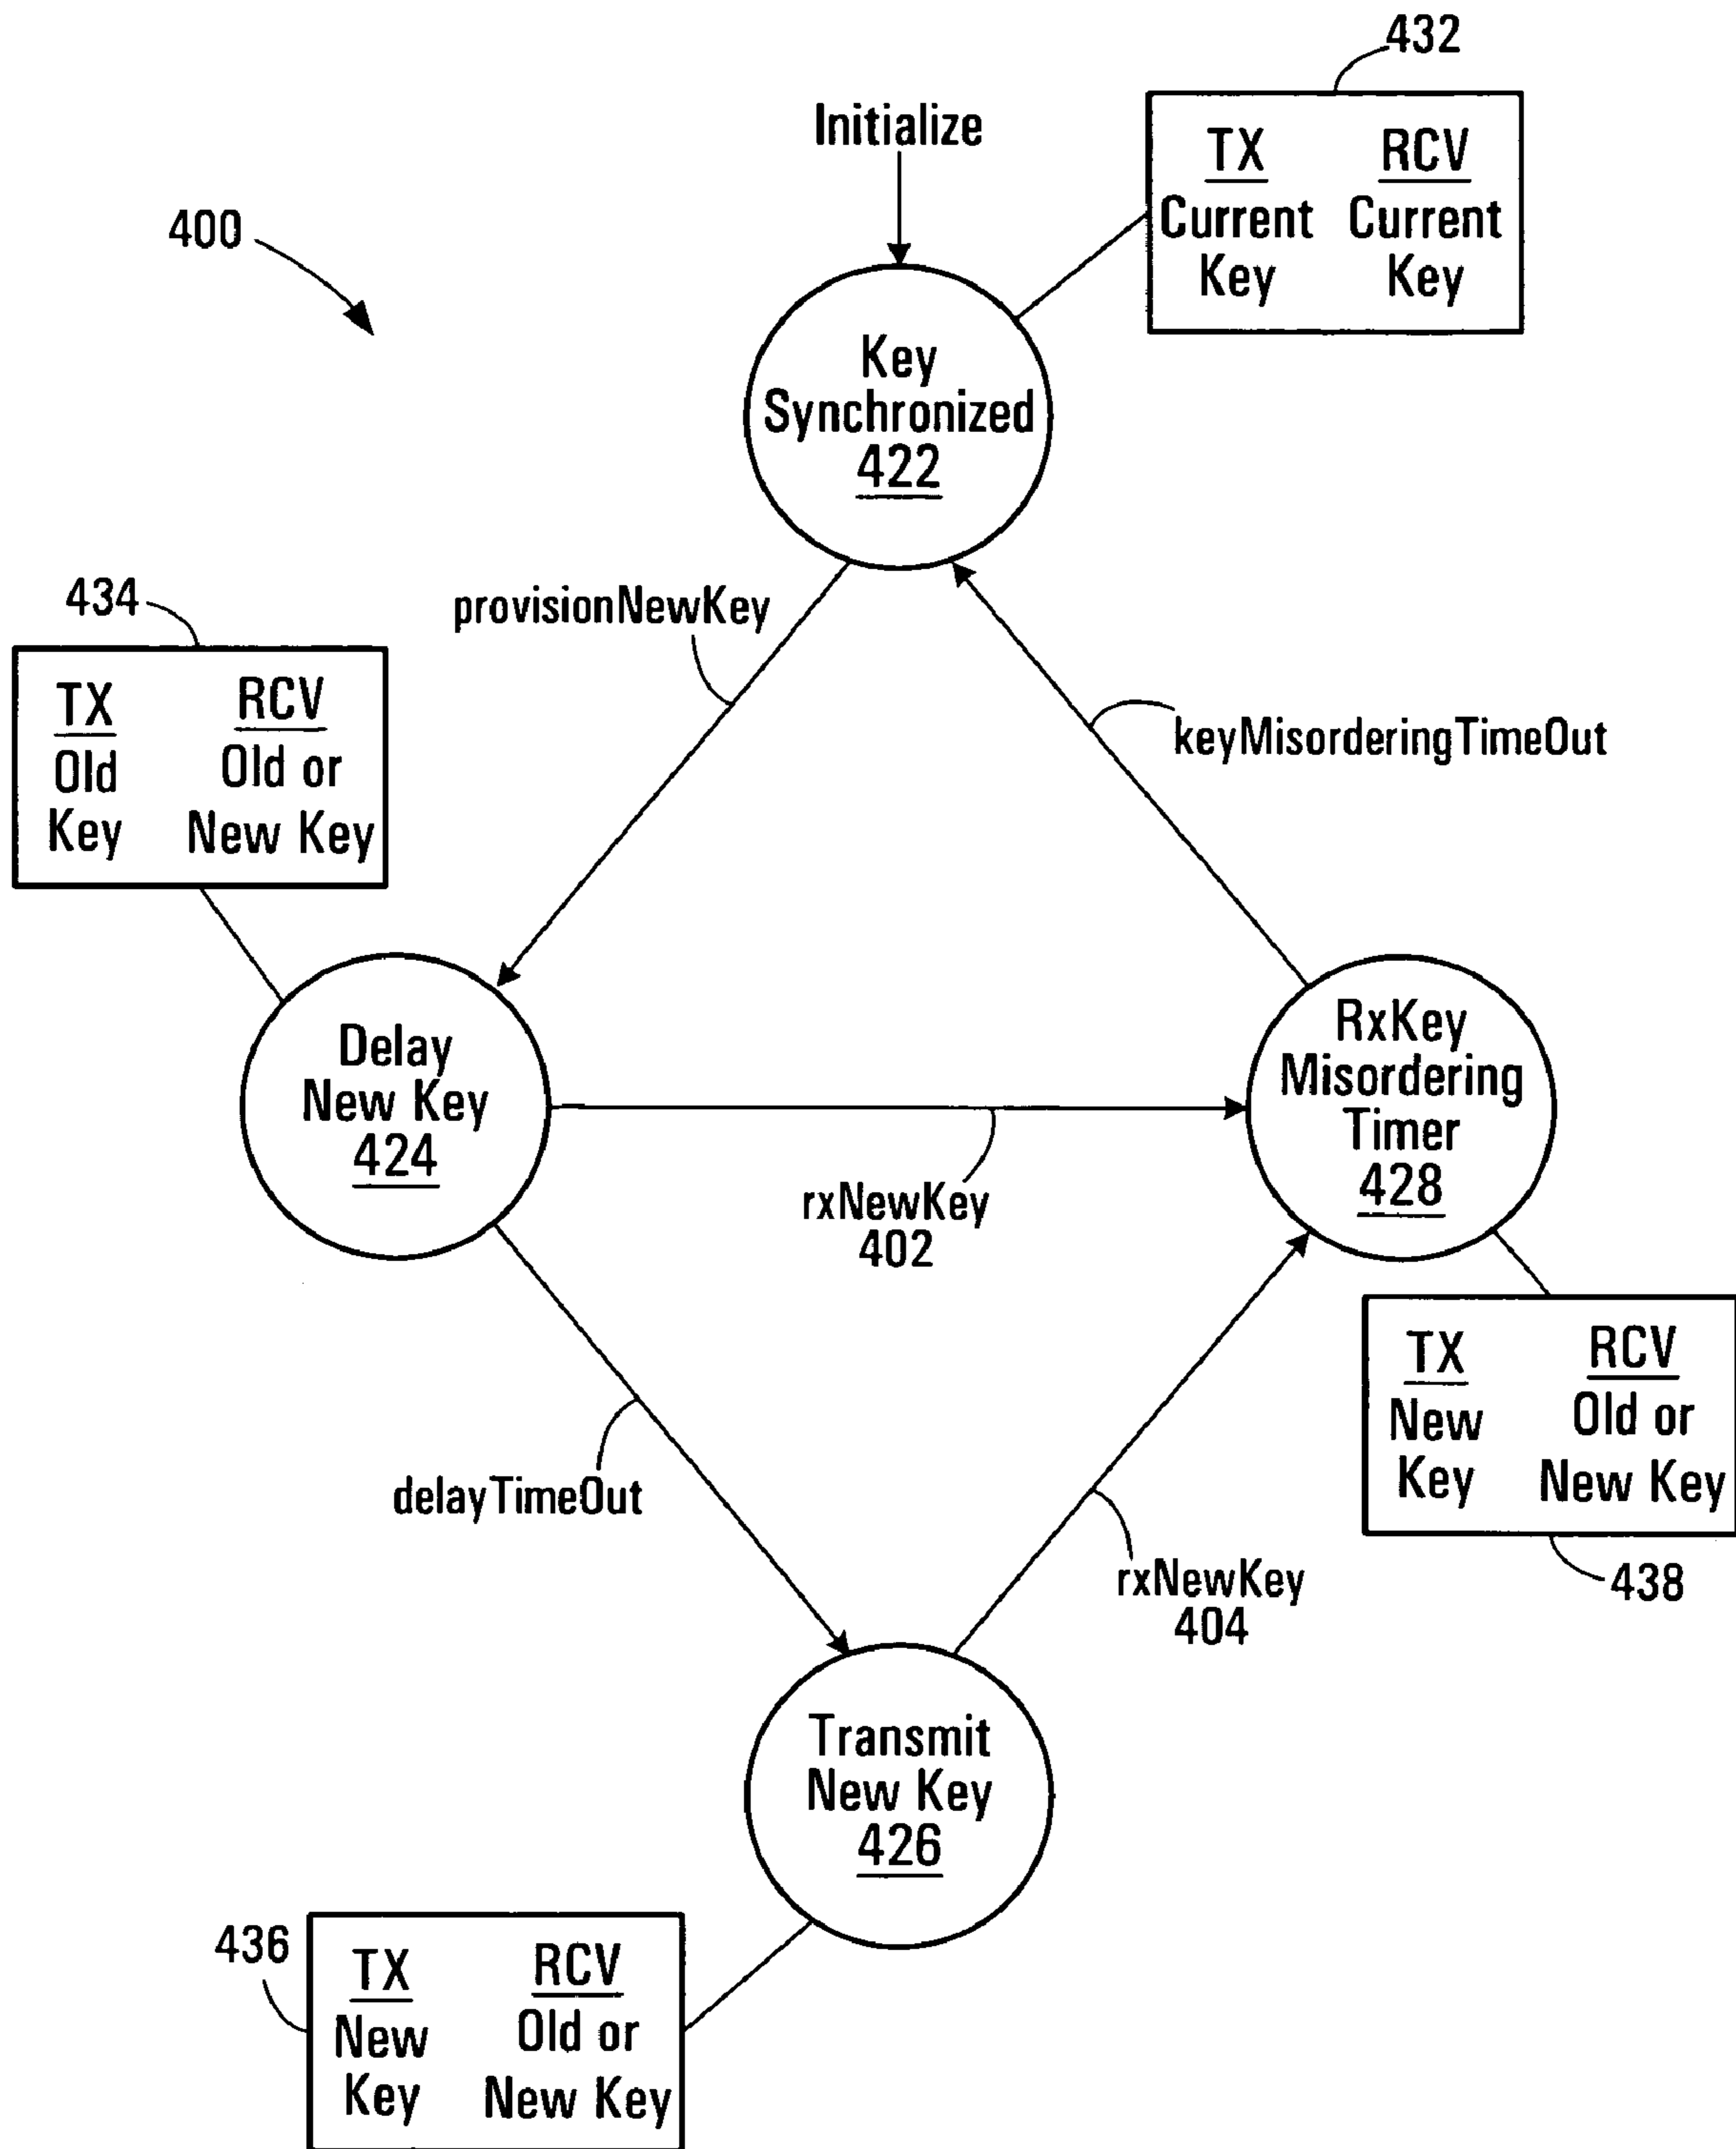 432
Initialize
TX RCV
Current Current
Key Key
400
Key
Synchronized
422
434
provisionNewKey
TX RCV
Old Old or
Key New Key
keyMisorderingTimeOut
Delay
New Key
424
RxKey
Misordering
Timer
428
rxNewKey
402
TX RCV
New Old or
Key New Key
438
delayTimeOut
rxNewKey
404
Transmit
New Key
426
436
TX RCV
New Old or
Key New Key